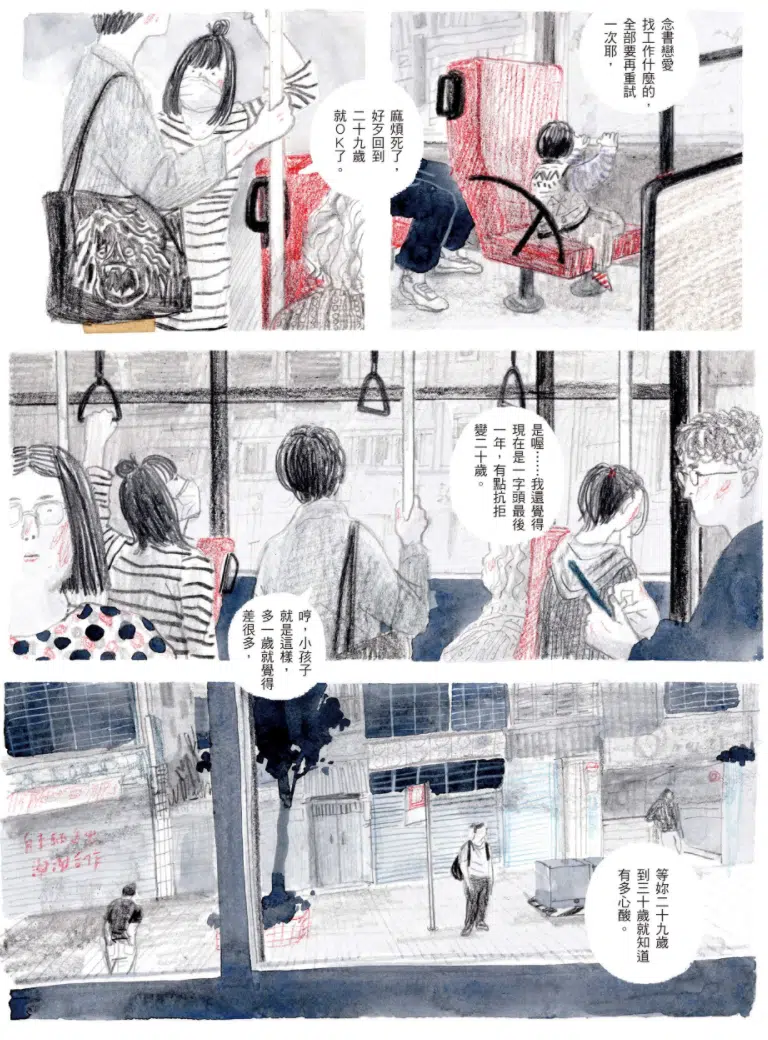 念書戀愛
找工作什麼的,
全部要再重試
一次耶,
麻煩死了,
好歹回到
二十九歲
就OK了。
是喔……我還覺得
現在是一字頭最後
一年,有點抗拒
變二十歲。
哼,小孩子
就是這樣,
多一歲就覺得
差很多,
等妳二十九歲
到三十歲就知道
有多心酸。